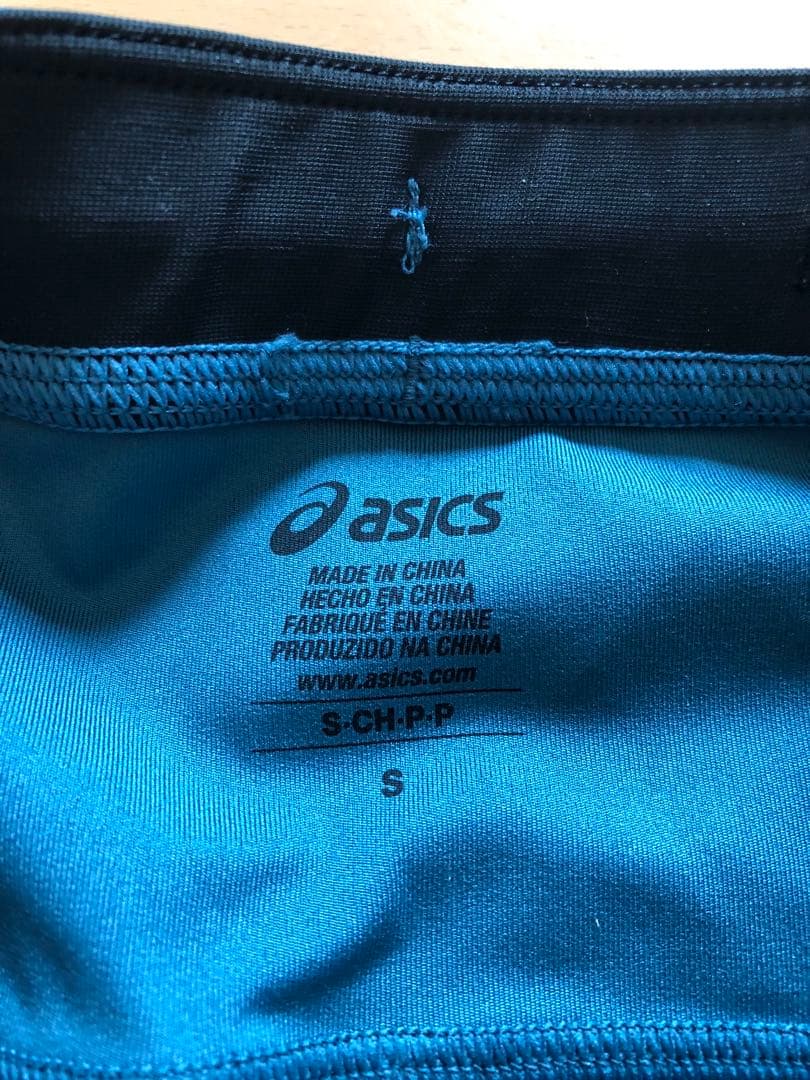 asics
MADE IN CHINA
HECHO EN CHINA
FABRIQUÉ EN CHINE
PRODUZIDO NA CHINA
www.asics.com
S·CH·P·P
S